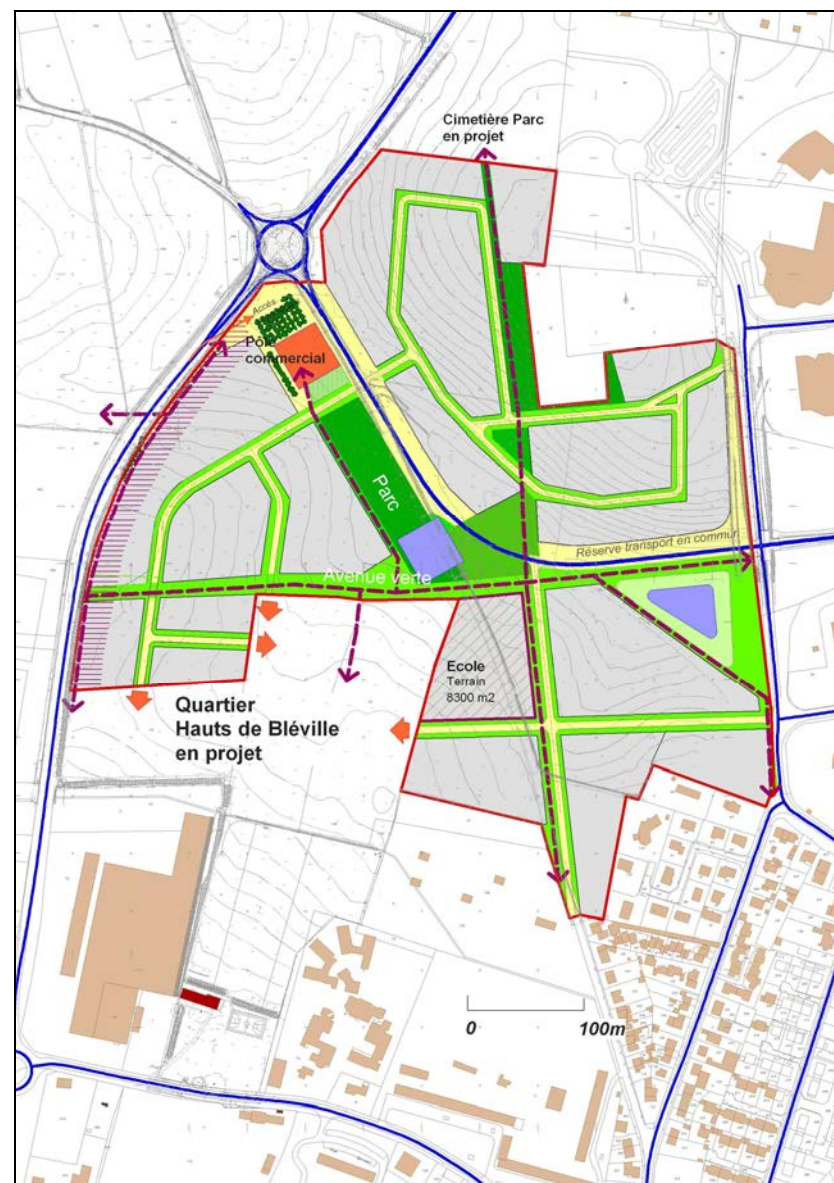 Cimetière Parc
en projet
Accès
Pôle
commercial
Parc
Réserve transport en commun
Avenue verte
Ecole
Terrain
8300 m2
Quartier
Hauts de Bléville
en projet
0 100m